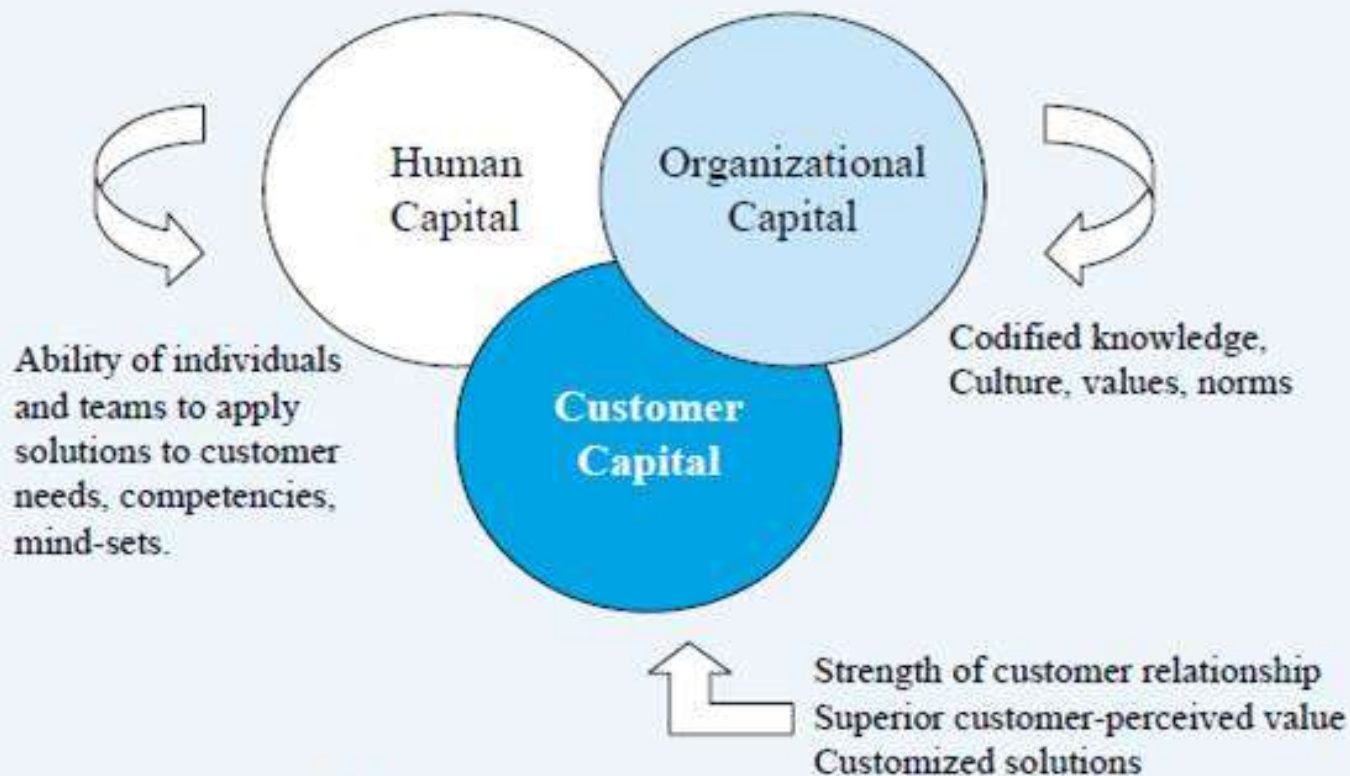 Human
Capital
Organizational
Capital
Customer
Capital
Ability of individuals
and teams to apply
solutions to customer
needs, competencies,
mind-sets.
Codified knowledge,
Culture, values, norms
Strength of customer relationship
Superior customer-perceived value
Customized solutions